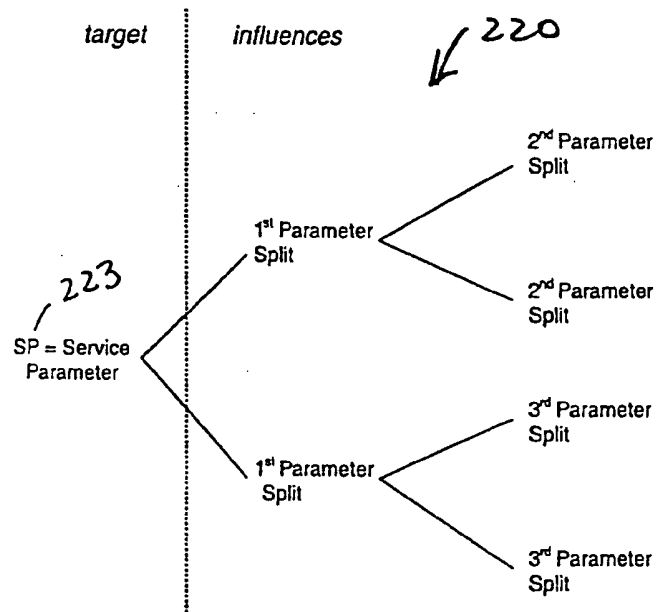 target
influences
220
2nd Parameter
Split
1st Parameter
Split
2nd Parameter
Split
223
SP = Service
Parameter
3rd Parameter
Split
1st Parameter
Split
3rd Parameter
Split